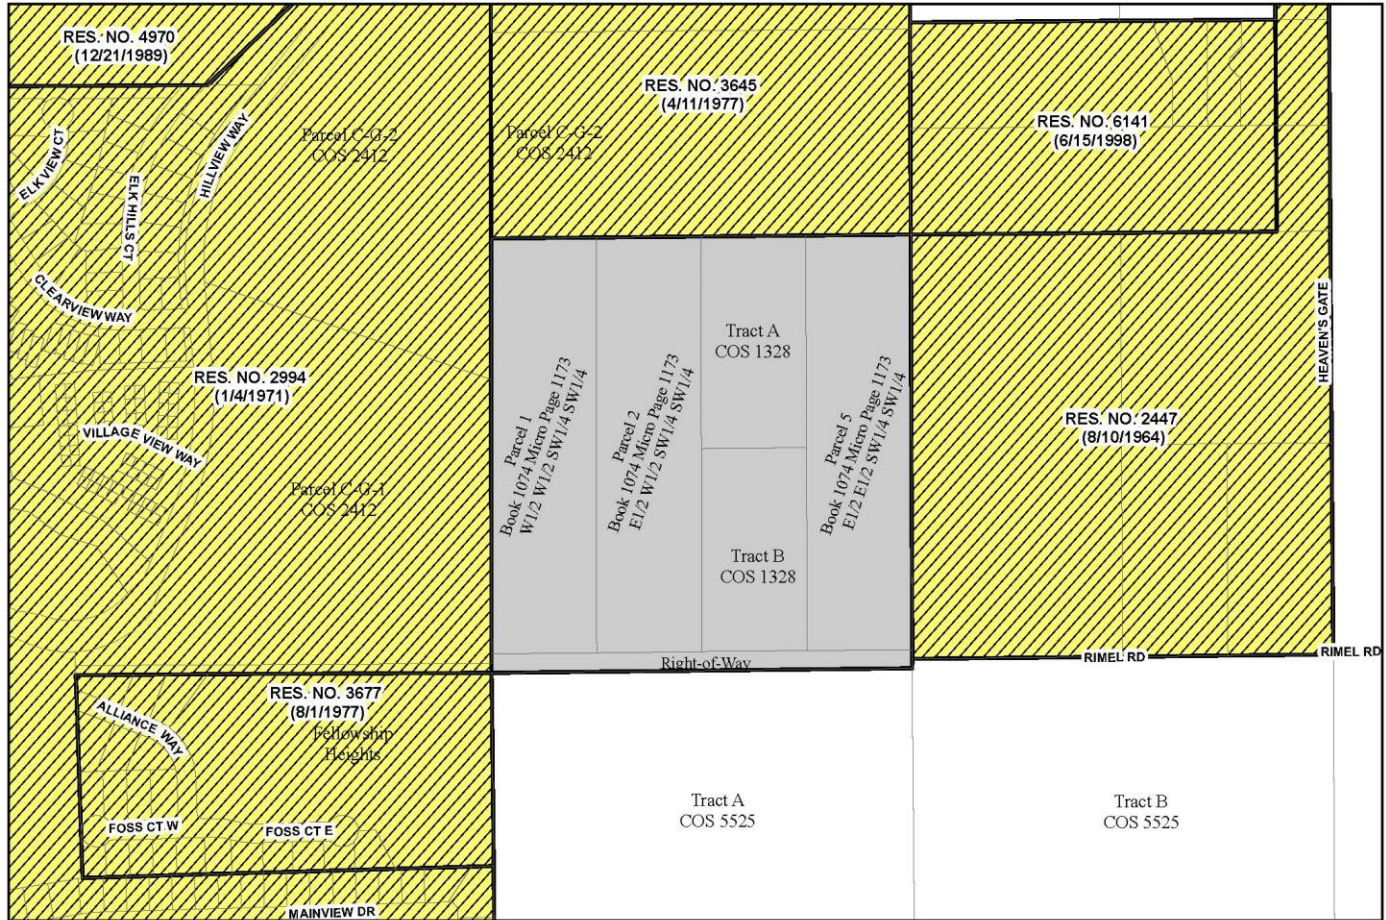 RES. NO. 4970
(12/21/1989)
RES. NO. 3645
(4/11/1977)
RES. NO. 6141
(6/15/1998)
Parcel C-G-2
COS 2412
Parcel C-G-2
COS 2412
ELK VIEW CT
HILLVIEW WAY
ELK HILLS CT
CLEARVIEW WAY
HEAVEN'S GATE
Tract A
COS 1328
RES. NO. 2994
(1/4/1971)
Parcel 1
Book 1074 Micro Page 1173
W1/2 W1/2 SW1/4 SW1/4
Parcel 2
Book 1074 Micro Page 1173
E1/2 W1/2 SW1/4 SW1/4
Parcel 5
Book 1074 Micro Page 1173
E1/2 E1/2 SW1/4 SW1/4
RES. NO. 2447
(8/10/1964)
VILLAGE VIEW WAY
Parcel C-G-1
COS 2412
Tract B
COS 1328
Right-of-Way
RIMEL RD
RIMEL RD
RES. NO. 3677
(8/1/1977)
Fellowship
Heights
ALLIANCE WAY
Tract A
COS 5525
Tract B
COS 5525
FOSS CT W
FOSS CT E
MAINVIEW DR